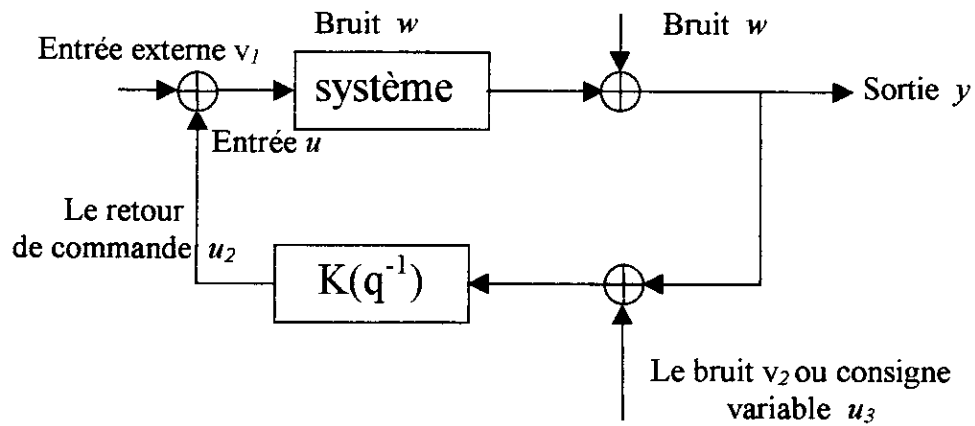 Bruit w
Bruit w
Entrée externe v₁
système
Sortie y
Entrée u
Le retour
de commande u₂
K(q⁻¹)
Le bruit v₂ ou consigne
variable u₃